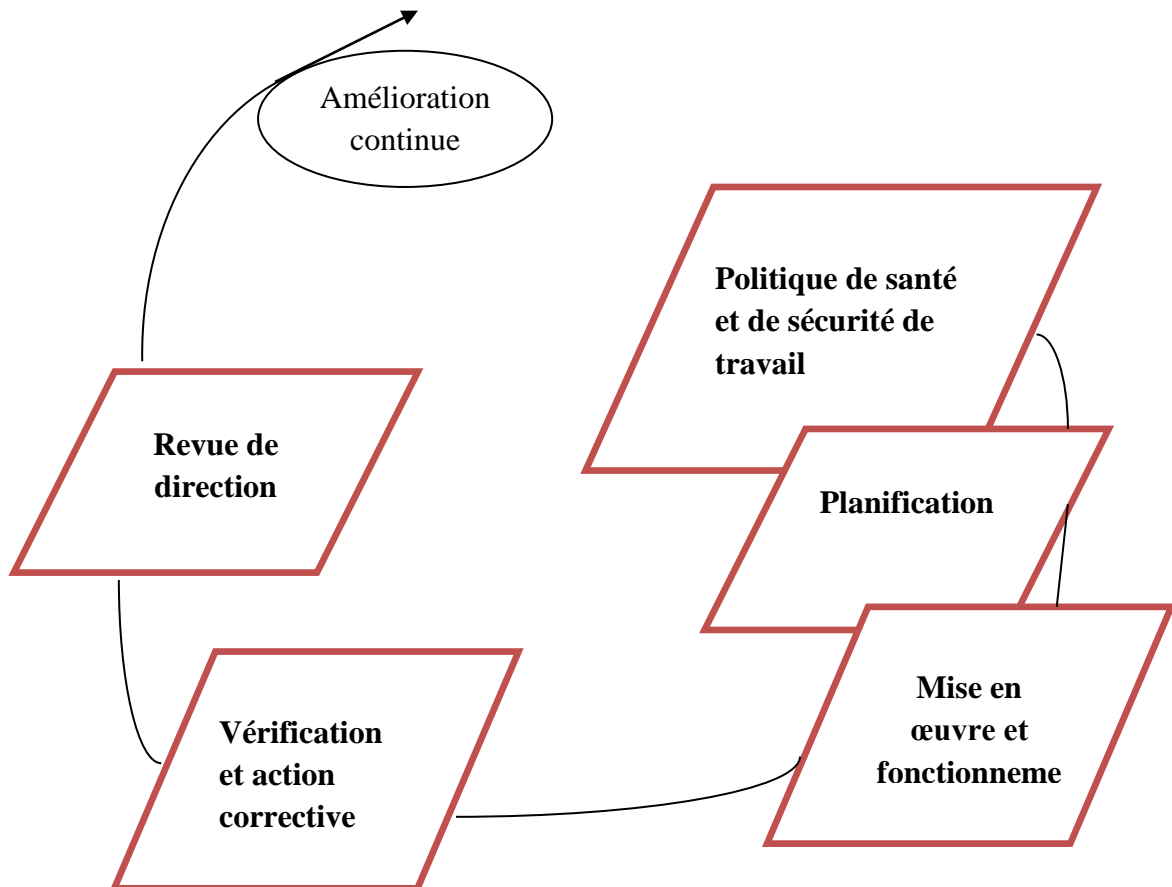 Amélioration
continue
Politique de santé
et de sécurité de
travail
Revue de
direction
Planification
Mise en
œuvre et
fonctionneme
Vérification
et action
corrective